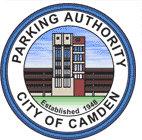 PARKING AUTHORITY
Established 1948
CITY OF CAMDEN